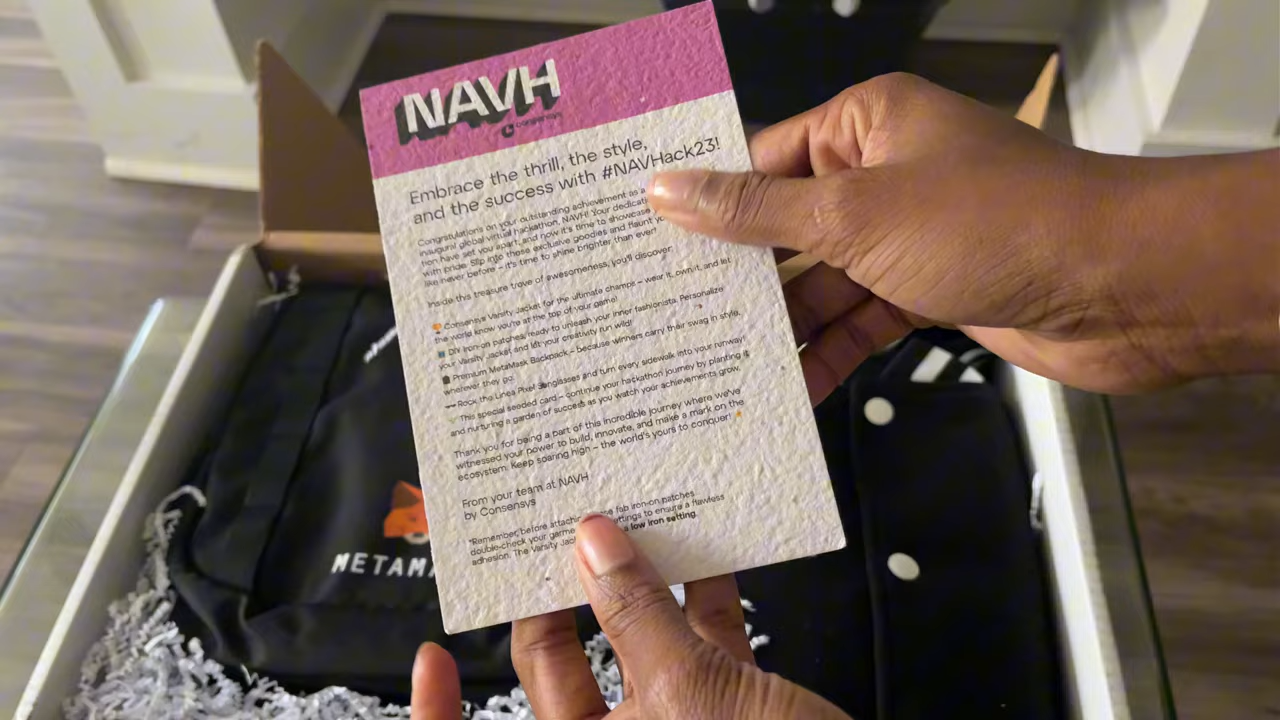 NAVH
consensys
Embrace the thrill, the style,
and the success with #NAVHack23!
Congratulations on your outstanding achievement as a
inaugural global virtual hackathon, NAVH! Your dedicat
tion have set you apart, and now it's time to showcase
with pride. Slip into these exclusive goodies and flaunt yo
like never before – it's time to shine brighter than ever!
Inside this treasure trove of awesomeness, you'll discover:
Consensys Vanity Jacket for the ultimate champs – wear it, own it, and let
the world know you're at the top of your game!
DIY iron-on patches, ready to unleash your inner fashionista. Personalize
your Varsity Jacket and let your creativity run wild!
Premium MetaMask Backpack – because winners carry their swag in style,
wherever they go.
Rock the Linea Pixel Sunglasses and turn every sidewalk into your runway!
This special seeded card – continue your hackathon journey by planting it
and nurturing a garden of success as you watch your achievements grow.
Thank you for being a part of this incredible journey where we've
witnessed your power to build, innovate, and make a mark on the
ecosystem. Keep soaring high – the world's yours to conquer!
From your team at NAVH
by Consensys
*Remember, before attach se fab iron-on patches
double-check your garme ettings to ensure a flawless
adhesion. The Varsity Jac a low iron setting.
METAMA